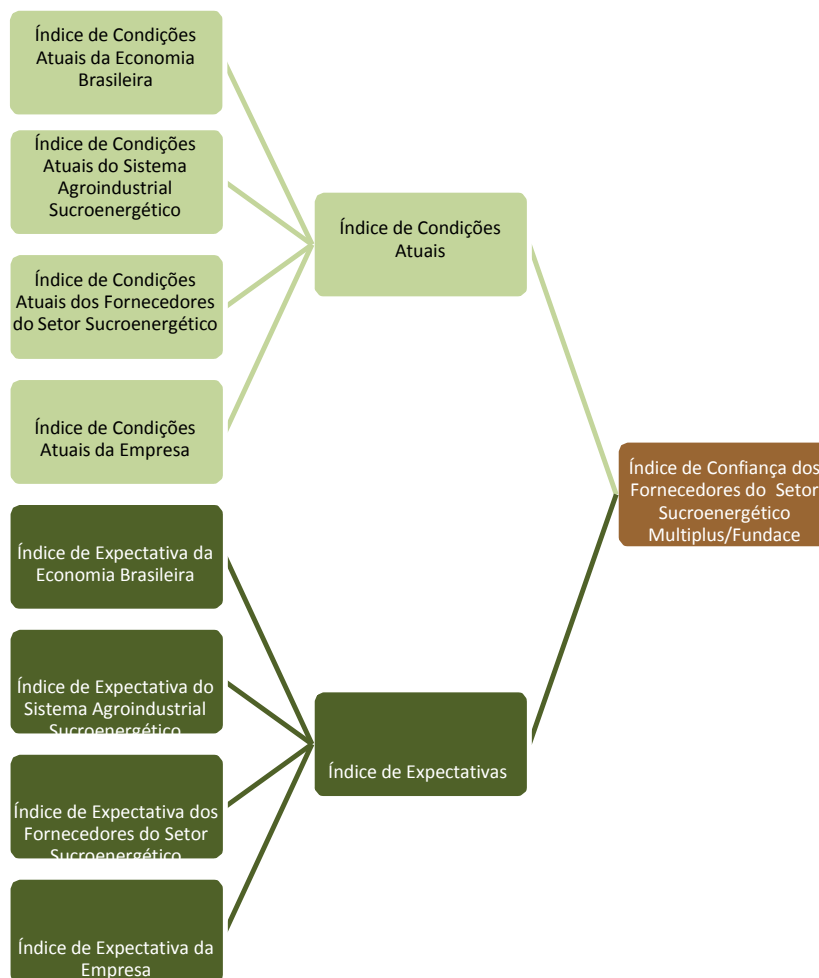 Índice de Condições
Atuais da Economia
Brasileira
Índice de Condições
Atuais do Sistema
Agroindustrial
Sucroenergético
Índice de Condições
Atuais dos Fornecedores
do Setor Sucroenergético
Índice de Condições
Atuais da Empresa
Índice de Expectativa da
Economia Brasileira
Índice de Expectativa do
Sistema Agroindustrial
Sucroenergético
Índice de Expectativa dos
Fornecedores do Setor
Sucroenergético
Índice de Expectativa da
Empresa
Índice de Condições
Atuais
Índice de Expectativas
Índice de Confiança dos
Fornecedores do Setor
Sucroenergético
Multiplus/Fundace